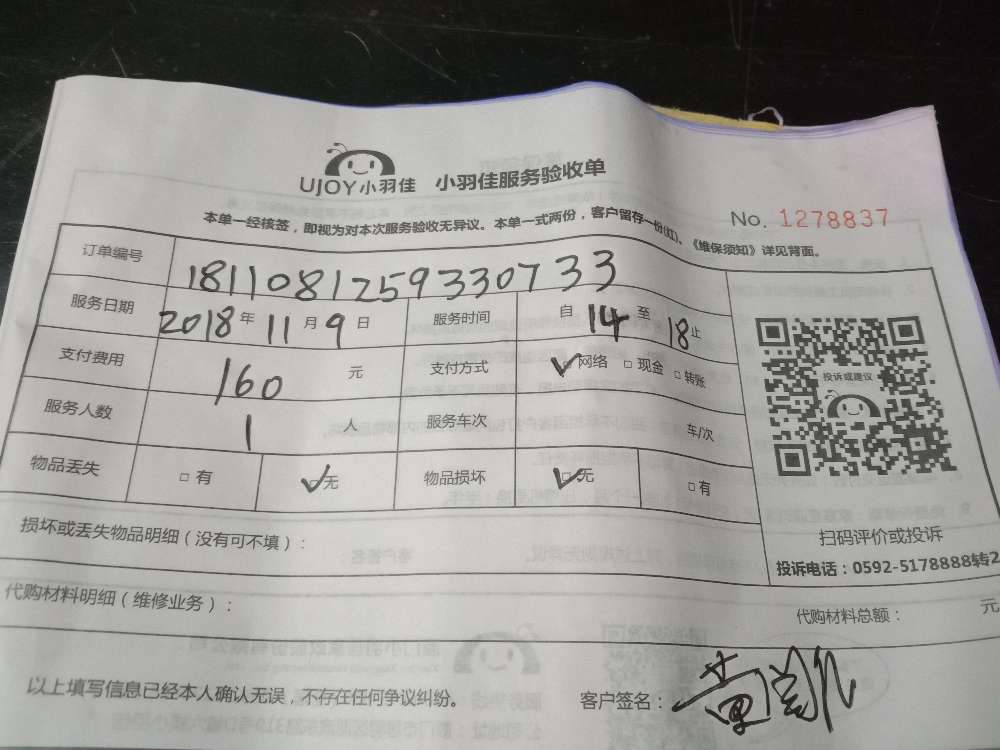 UJOY小羽佳 小羽佳服务验收单
No. 1278837
本单一经核签，即视为对本次服务验收无异议。本单一式两份，客户留存一份(红)。《维保须知》详见背面。
订单编号 18110812593307 33
服务日期 2018年 11月 9日 服务时间 自 14 至 18止
支付费用 160 元 支付方式 ☑网络 □现金 □转账
服务人数 1 人 服务车次 车/次
物品丢失 □有 ☑无 物品损坏 ☑无 □有
投诉或建议
扫码评价或投诉
投诉电话：0592-5178888转2
损坏或丢失物品明细（没有可不填）：
代购材料明细（维修业务）： 代购材料总额： 元
以上填写信息已经本人确认无误，不存在任何争议纠纷。 客户签名：黄凯